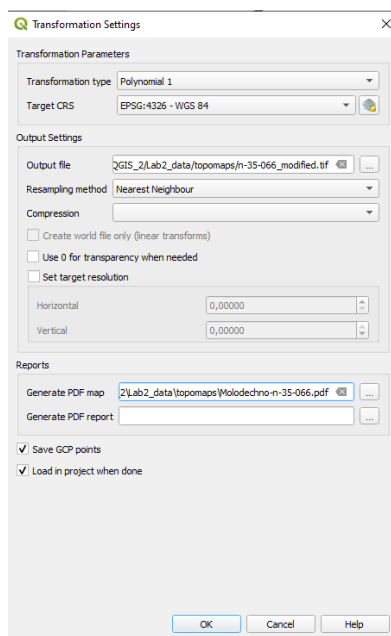 Transformation Settings
Transformation Parameters
Transformation type Polynomial 1
Target CRS EPSG:4326 - WGS 84
Output Settings
Output file QGIS_2/Lab2_data/topomaps/n-35-066_modified.tif ...
Resampling method Nearest Neighbour
Compression
Create world file only (linear transforms)
Use 0 for transparency when needed
Set target resolution
Horizontal 0,00000
Vertical 0,00000
Reports
Generate PDF map 2\Lab2_data\topomaps\Molodechno-n-35-066.pdf ...
Generate PDF report ...
Save GCP points
Load in project when done
OK Cancel Help